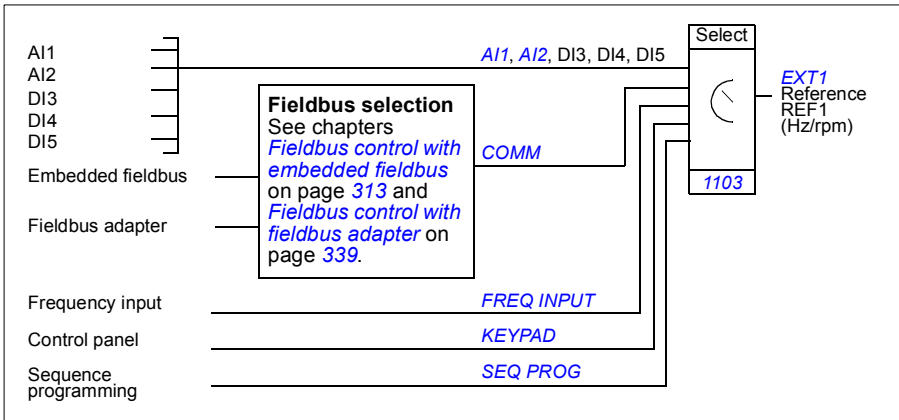 Select
AI1
AI2
DI3
DI4
DI5
AI1, AI2, DI3, DI4, DI5
EXT1
Reference
REF1
(Hz/rpm)
Fieldbus selection
See chapters
Fieldbus control with
embedded fieldbus
on page 313 and
Fieldbus control with
fieldbus adapter on
page 339.
COMM
Embedded fieldbus
1103
Fieldbus adapter
Frequency input
FREQ INPUT
Control panel
KEYPAD
Sequence
programming
SEQ PROG